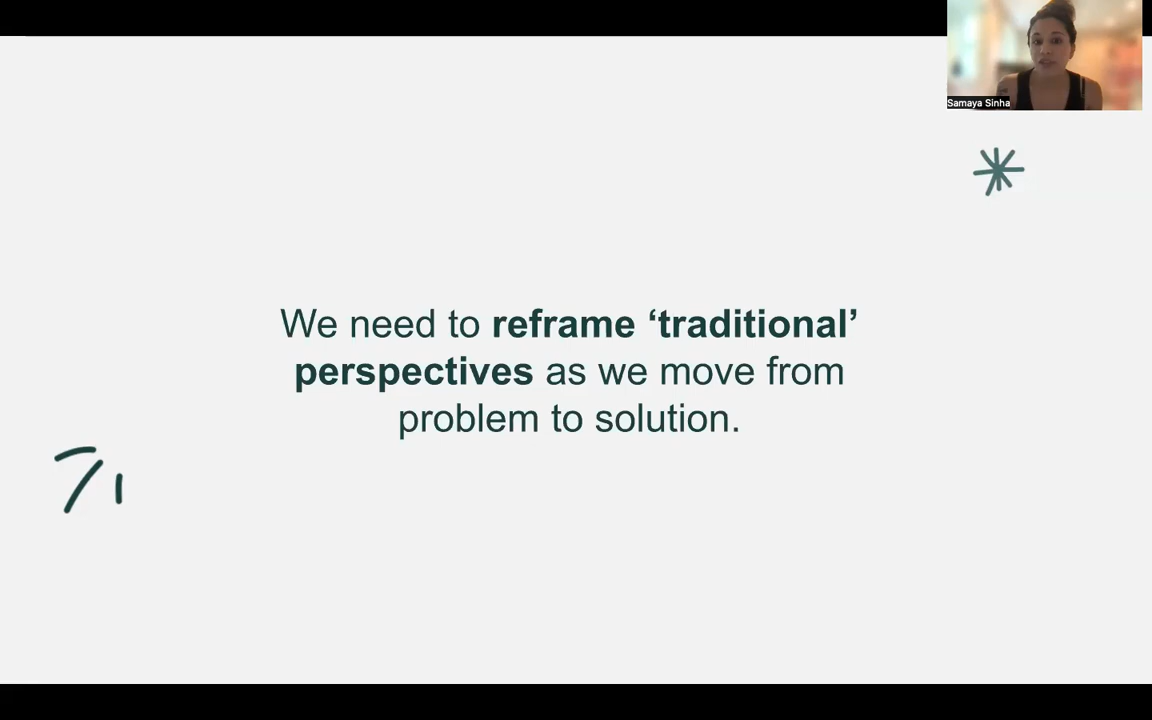 Samaya Sinha
We need to reframe ‘traditional’
perspectives as we move from
problem to solution.